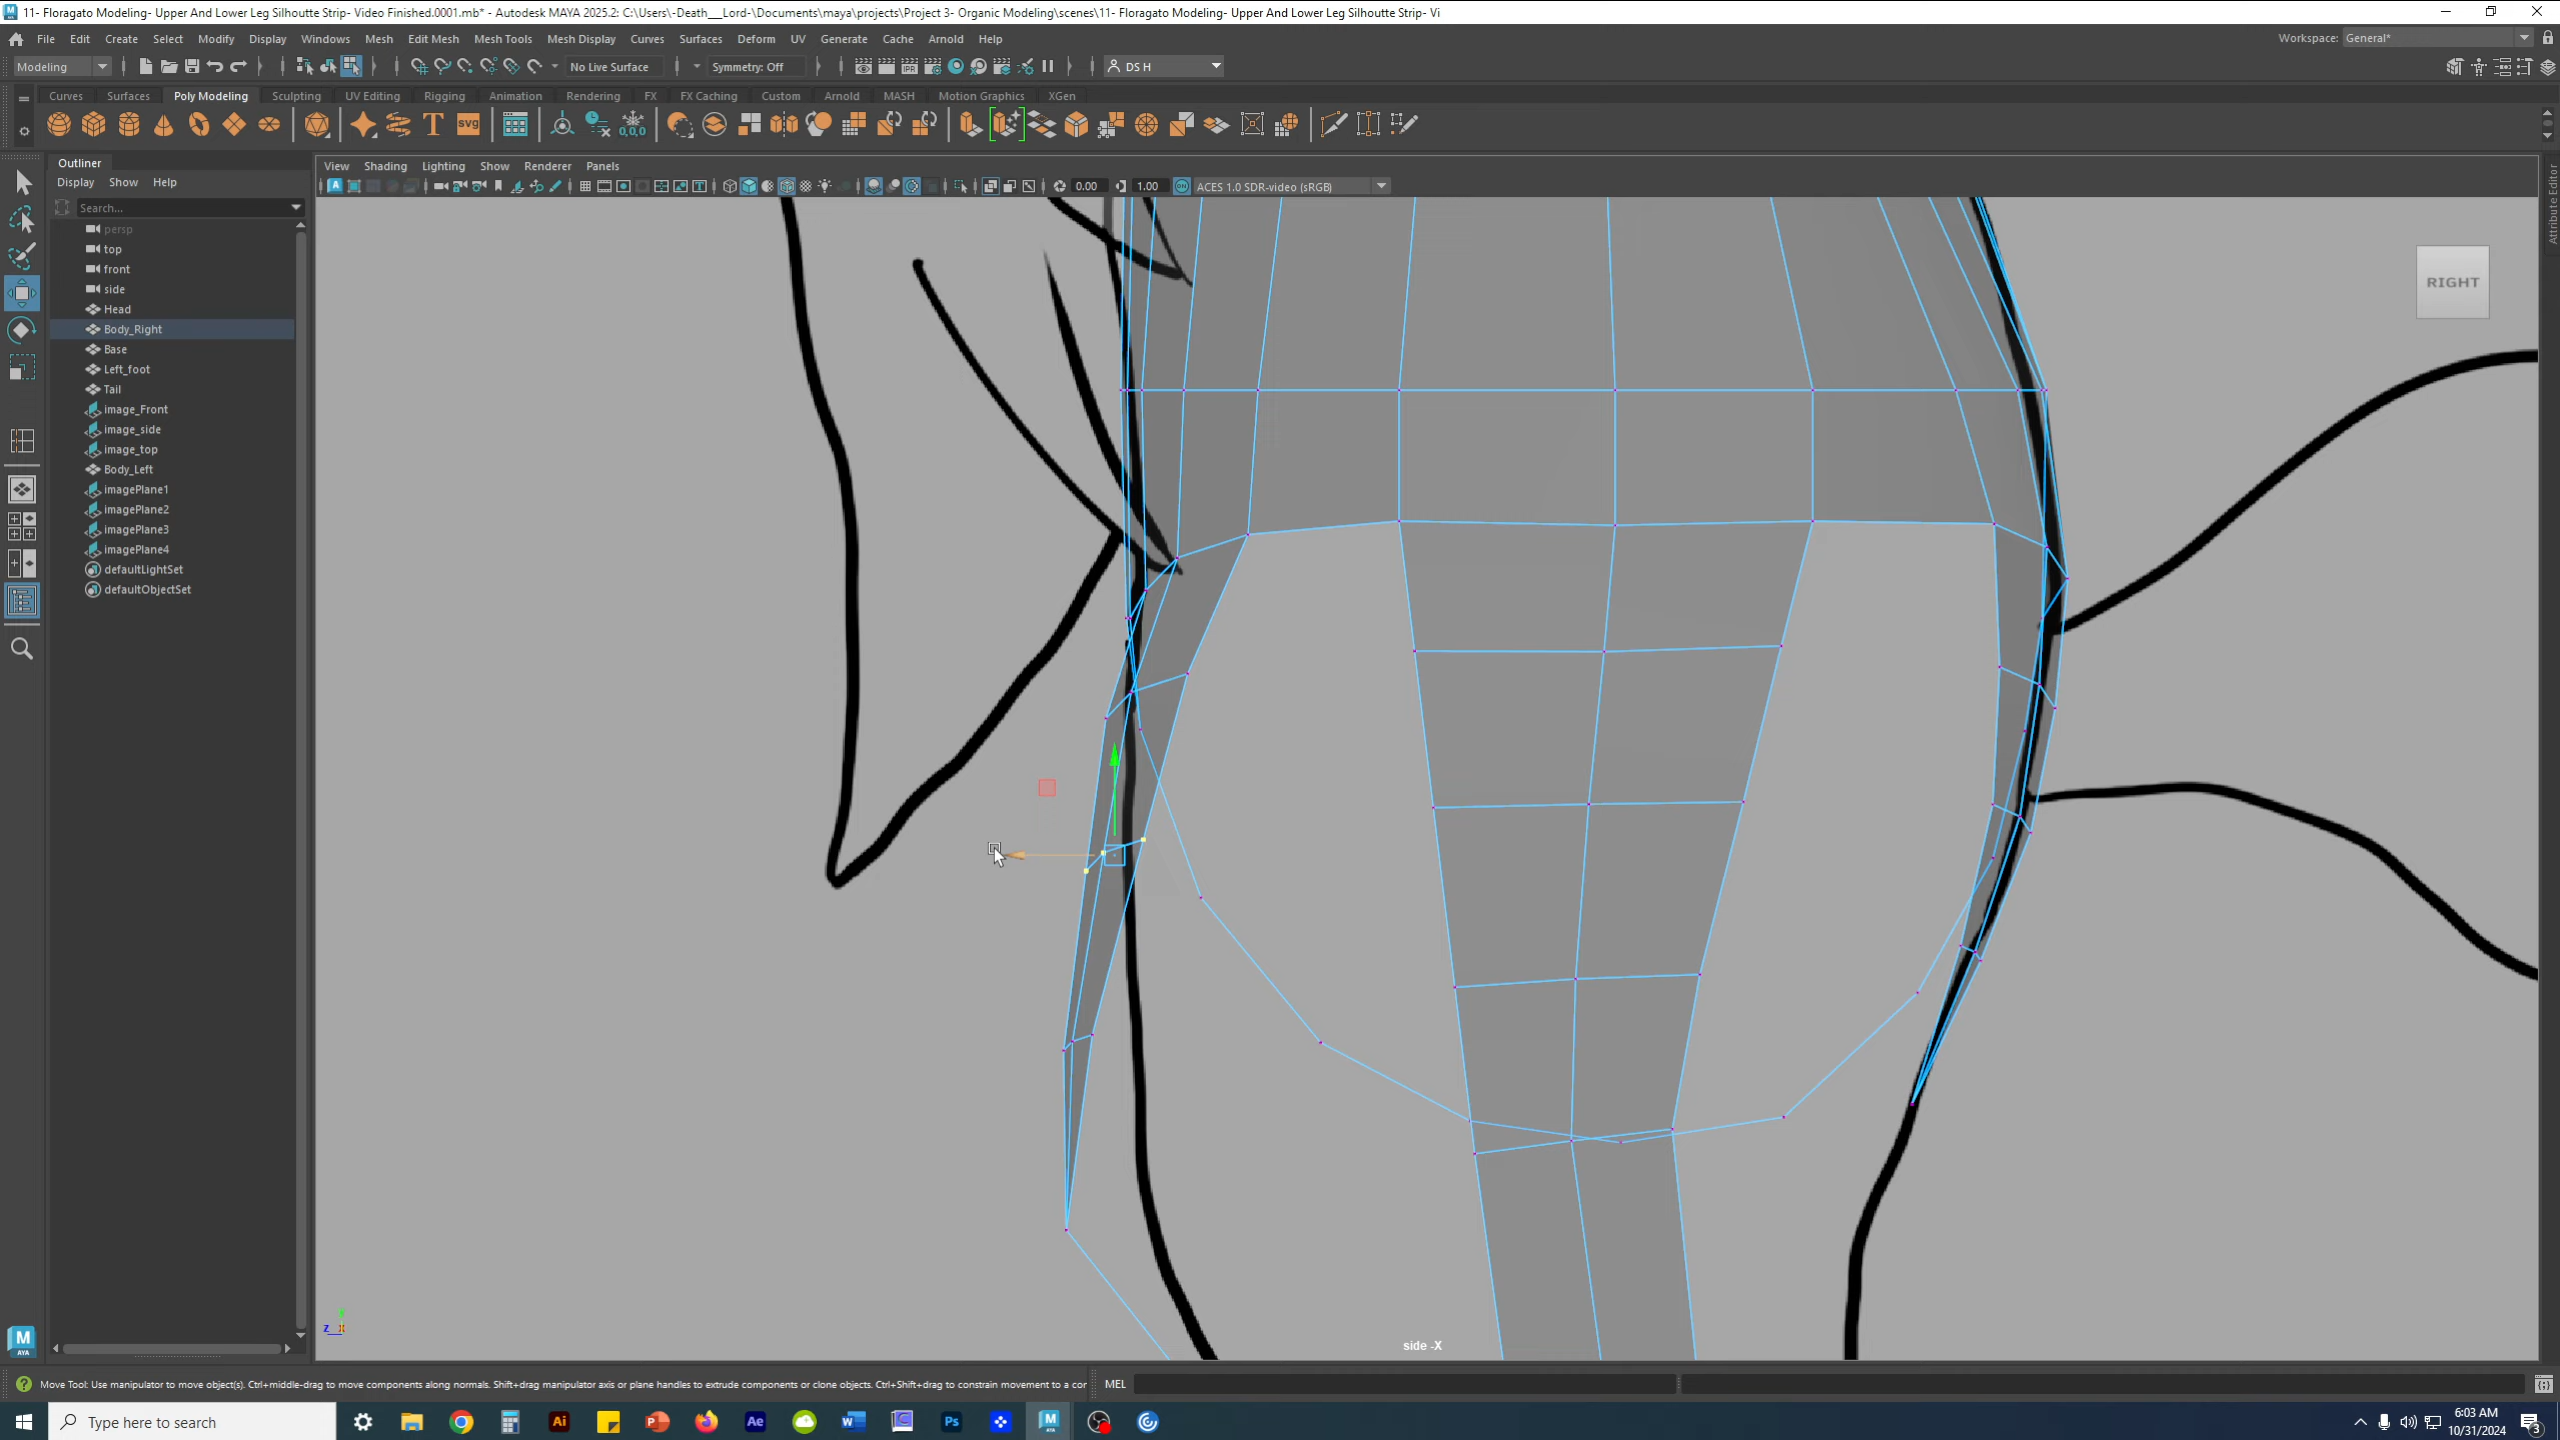 11- Floragato Modeling- Upper And Lower Leg Silhoutte Strip- Video Finished.0001.mb* - Autodesk MAYA 2025.2: C:\Users\-Death__Lord-\Documents\maya\projects\Project 3- Organic Modeling\scenes\11- Floragato Modeling- Upper And Lower Leg Silhoutte Strip- Vi
File Edit Create Select Modify Display Windows Mesh Edit Mesh Mesh Tools Mesh Display Curves Surfaces Deform UV Generate Cache Arnold Help
Workspace: General*
Modeling No Live Surface Symmetry: Off DS H
Curves Surfaces Poly Modeling Sculpting UV Editing Rigging Animation Rendering FX FX Caching Custom Arnold MASH Motion Graphics XGen
Outliner
Display Show Help
View Shading Lighting Show Renderer Panels
0.00 1.00 ACES 1.0 SDR-video (sRGB)
Search...
persp
top
front
side
Head
Body_Right
Base
Left_foot
Tail
image_Front
image_side
image_top
Body_Left
imagePlane1
imagePlane2
imagePlane3
imagePlane4
defaultLightSet
defaultObjectSet
RIGHT
Attribute Editor
side -X
Move Tool: Use manipulator to move object(s). Ctrl+middle-drag to move components along normals. Shift+drag manipulator axis or plane handles to extrude components or clone objects. Ctrl+Shift+drag to constrain movement to a cor
MEL
Type here to search
6:03 AM
10/31/2024